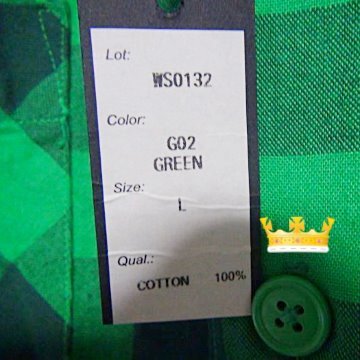 Lot:
WS0132
Color:
G02
GREEN
Size:
L
Qual.:
COTTON 100%